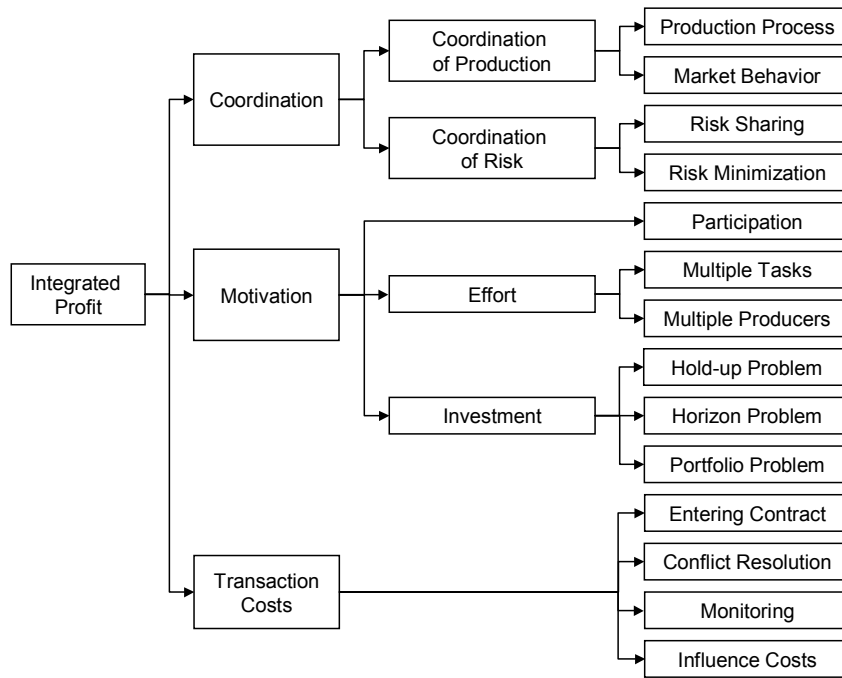 Integrated
Profit
Coordination
Coordination
of Production
Production Process
Market Behavior
Coordination
of Risk
Risk Sharing
Risk Minimization
Motivation
Participation
Effort
Multiple Tasks
Multiple Producers
Investment
Hold-up Problem
Horizon Problem
Portfolio Problem
Transaction
Costs
Entering Contract
Conflict Resolution
Monitoring
Influence Costs